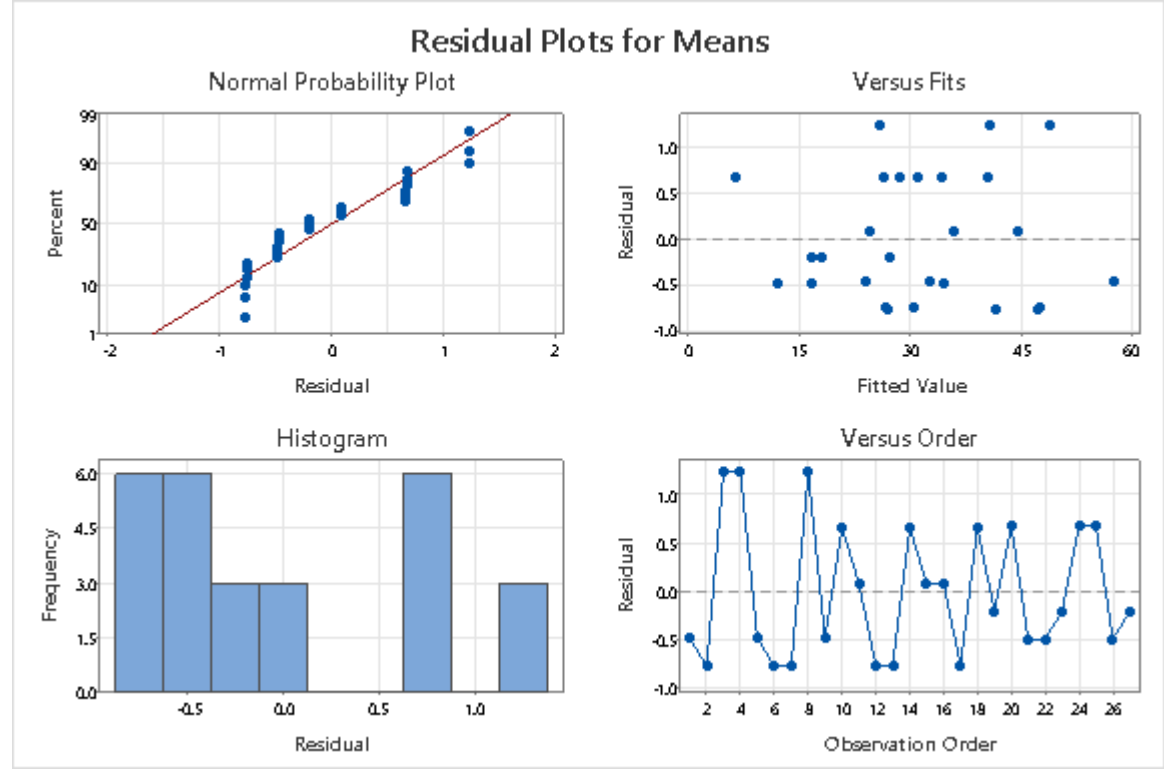 Residual Plots for Means
Normal Probability Plot
99
90
50
10
1
Percent
-2 -1 0 1 2
Residual
Versus Fits
1.0
0.5
0.0
-0.5
-1.0
Residual
0 15 30 45 60
Fitted Value
Histogram
6.0
4.5
3.0
1.5
0.0
Frequency
-0.5 0.0 0.5 1.0
Residual
Versus Order
1.0
0.5
0.0
-0.5
-1.0
Residual
2 4 6 8 10 12 14 16 18 20 22 24 26
Observation Order